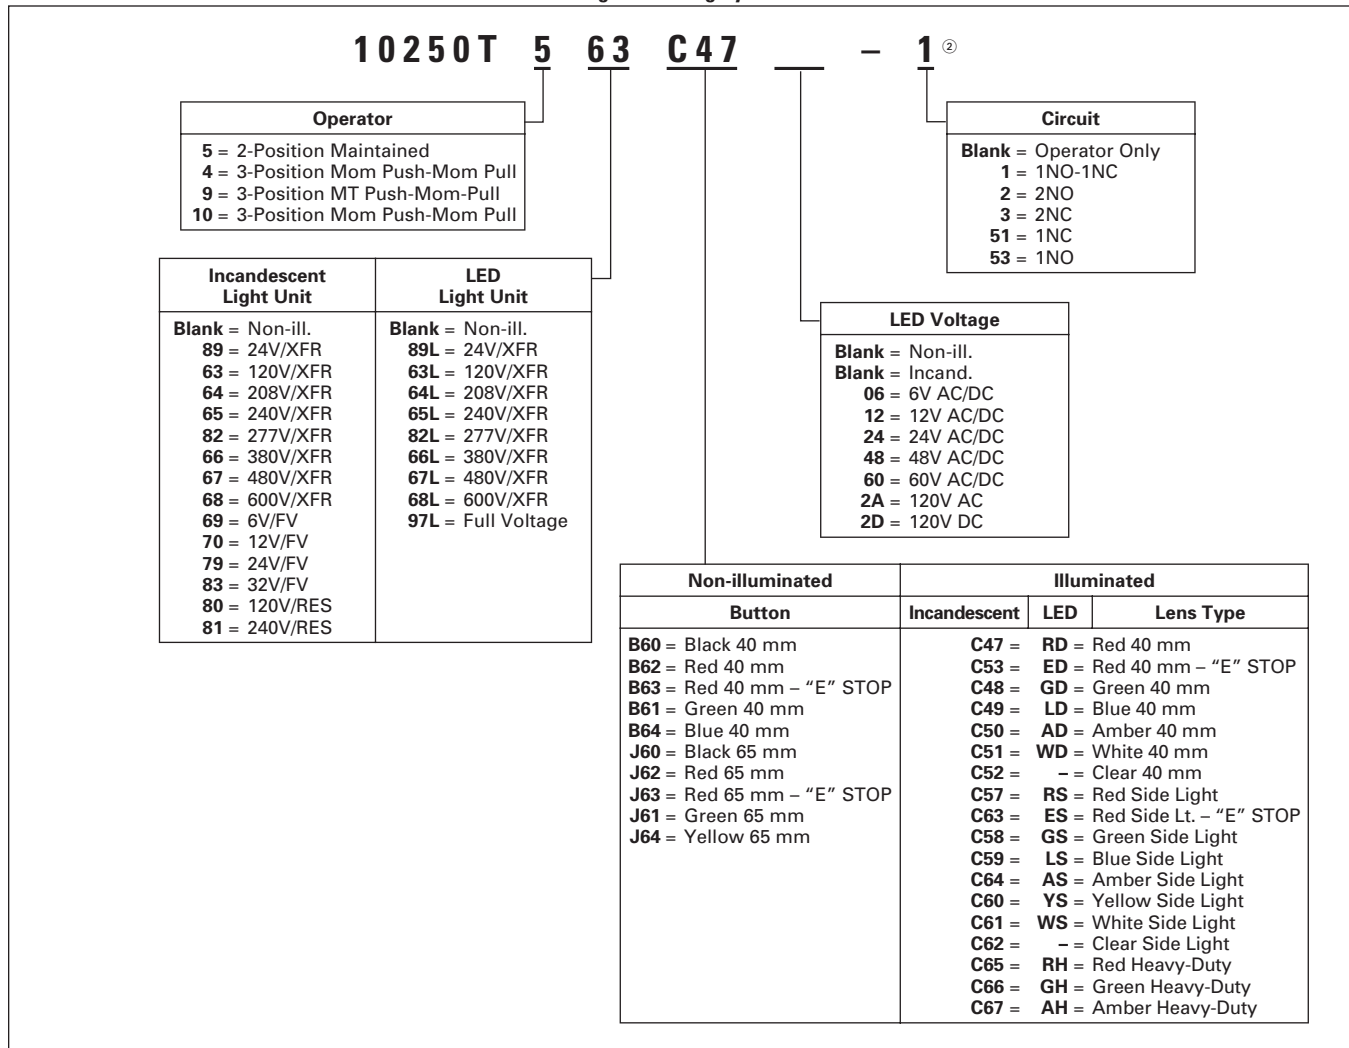 10250T 5 63 C47 __ – 1 ②
Operator
5 = 2-Position Maintained
4 = 3-Position Mom Push-Mom Pull
9 = 3-Position MT Push-Mom-Pull
10 = 3-Position Mom Push-Mom Pull
Circuit
Blank = Operator Only
1 = 1NO-1NC
2 = 2NO
3 = 2NC
51 = 1NC
53 = 1NO
Incandescent
Light Unit
Blank = Non-ill.
89 = 24V/XFR
63 = 120V/XFR
64 = 208V/XFR
65 = 240V/XFR
82 = 277V/XFR
66 = 380V/XFR
67 = 480V/XFR
68 = 600V/XFR
69 = 6V/FV
70 = 12V/FV
79 = 24V/FV
83 = 32V/FV
80 = 120V/RES
81 = 240V/RES
LED
Light Unit
Blank = Non-ill.
89L = 24V/XFR
63L = 120V/XFR
64L = 208V/XFR
65L = 240V/XFR
82L = 277V/XFR
66L = 380V/XFR
67L = 480V/XFR
68L = 600V/XFR
97L = Full Voltage
LED Voltage
Blank = Non-ill.
Blank = Incand.
06 = 6V AC/DC
12 = 12V AC/DC
24 = 24V AC/DC
48 = 48V AC/DC
60 = 60V AC/DC
2A = 120V AC
2D = 120V DC
Non-illuminated
Button
B60 = Black 40 mm
B62 = Red 40 mm
B63 = Red 40 mm – “E” STOP
B61 = Green 40 mm
B64 = Blue 40 mm
J60 = Black 65 mm
J62 = Red 65 mm
J63 = Red 65 mm – “E” STOP
J61 = Green 65 mm
J64 = Yellow 65 mm
Illuminated
Incandescent LED Lens Type
C47 = RD = Red 40 mm
C53 = ED = Red 40 mm – “E” STOP
C48 = GD = Green 40 mm
C49 = LD = Blue 40 mm
C50 = AD = Amber 40 mm
C51 = WD = White 40 mm
C52 = – = Clear 40 mm
C57 = RS = Red Side Light
C63 = ES = Red Side Lt. – “E” STOP
C58 = GS = Green Side Light
C59 = LS = Blue Side Light
C64 = AS = Amber Side Light
C60 = YS = Yellow Side Light
C61 = WS = White Side Light
C62 = – = Clear Side Light
C65 = RH = Red Heavy-Duty
C66 = GH = Green Heavy-Duty
C67 = AH = Amber Heavy-Duty